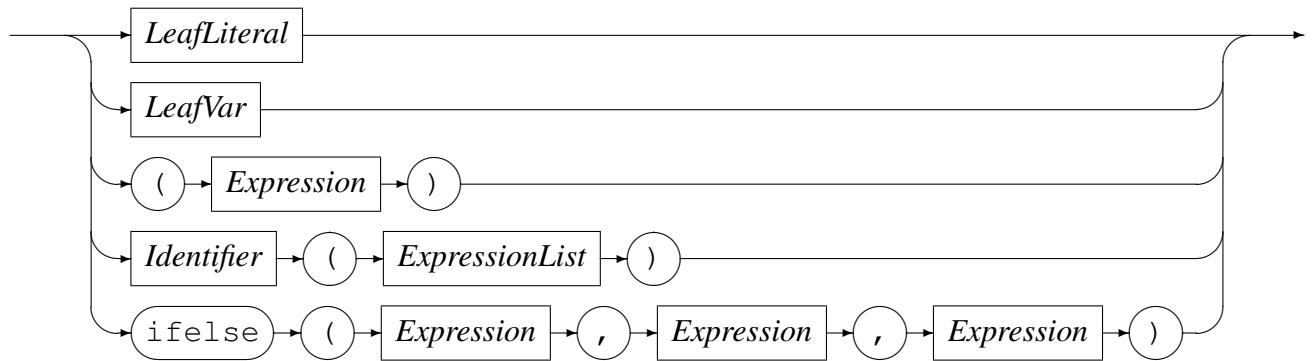 LeafLiteral
LeafVar
( Expression )
Identifier ( ExpressionList )
ifelse ( Expression , Expression , Expression )